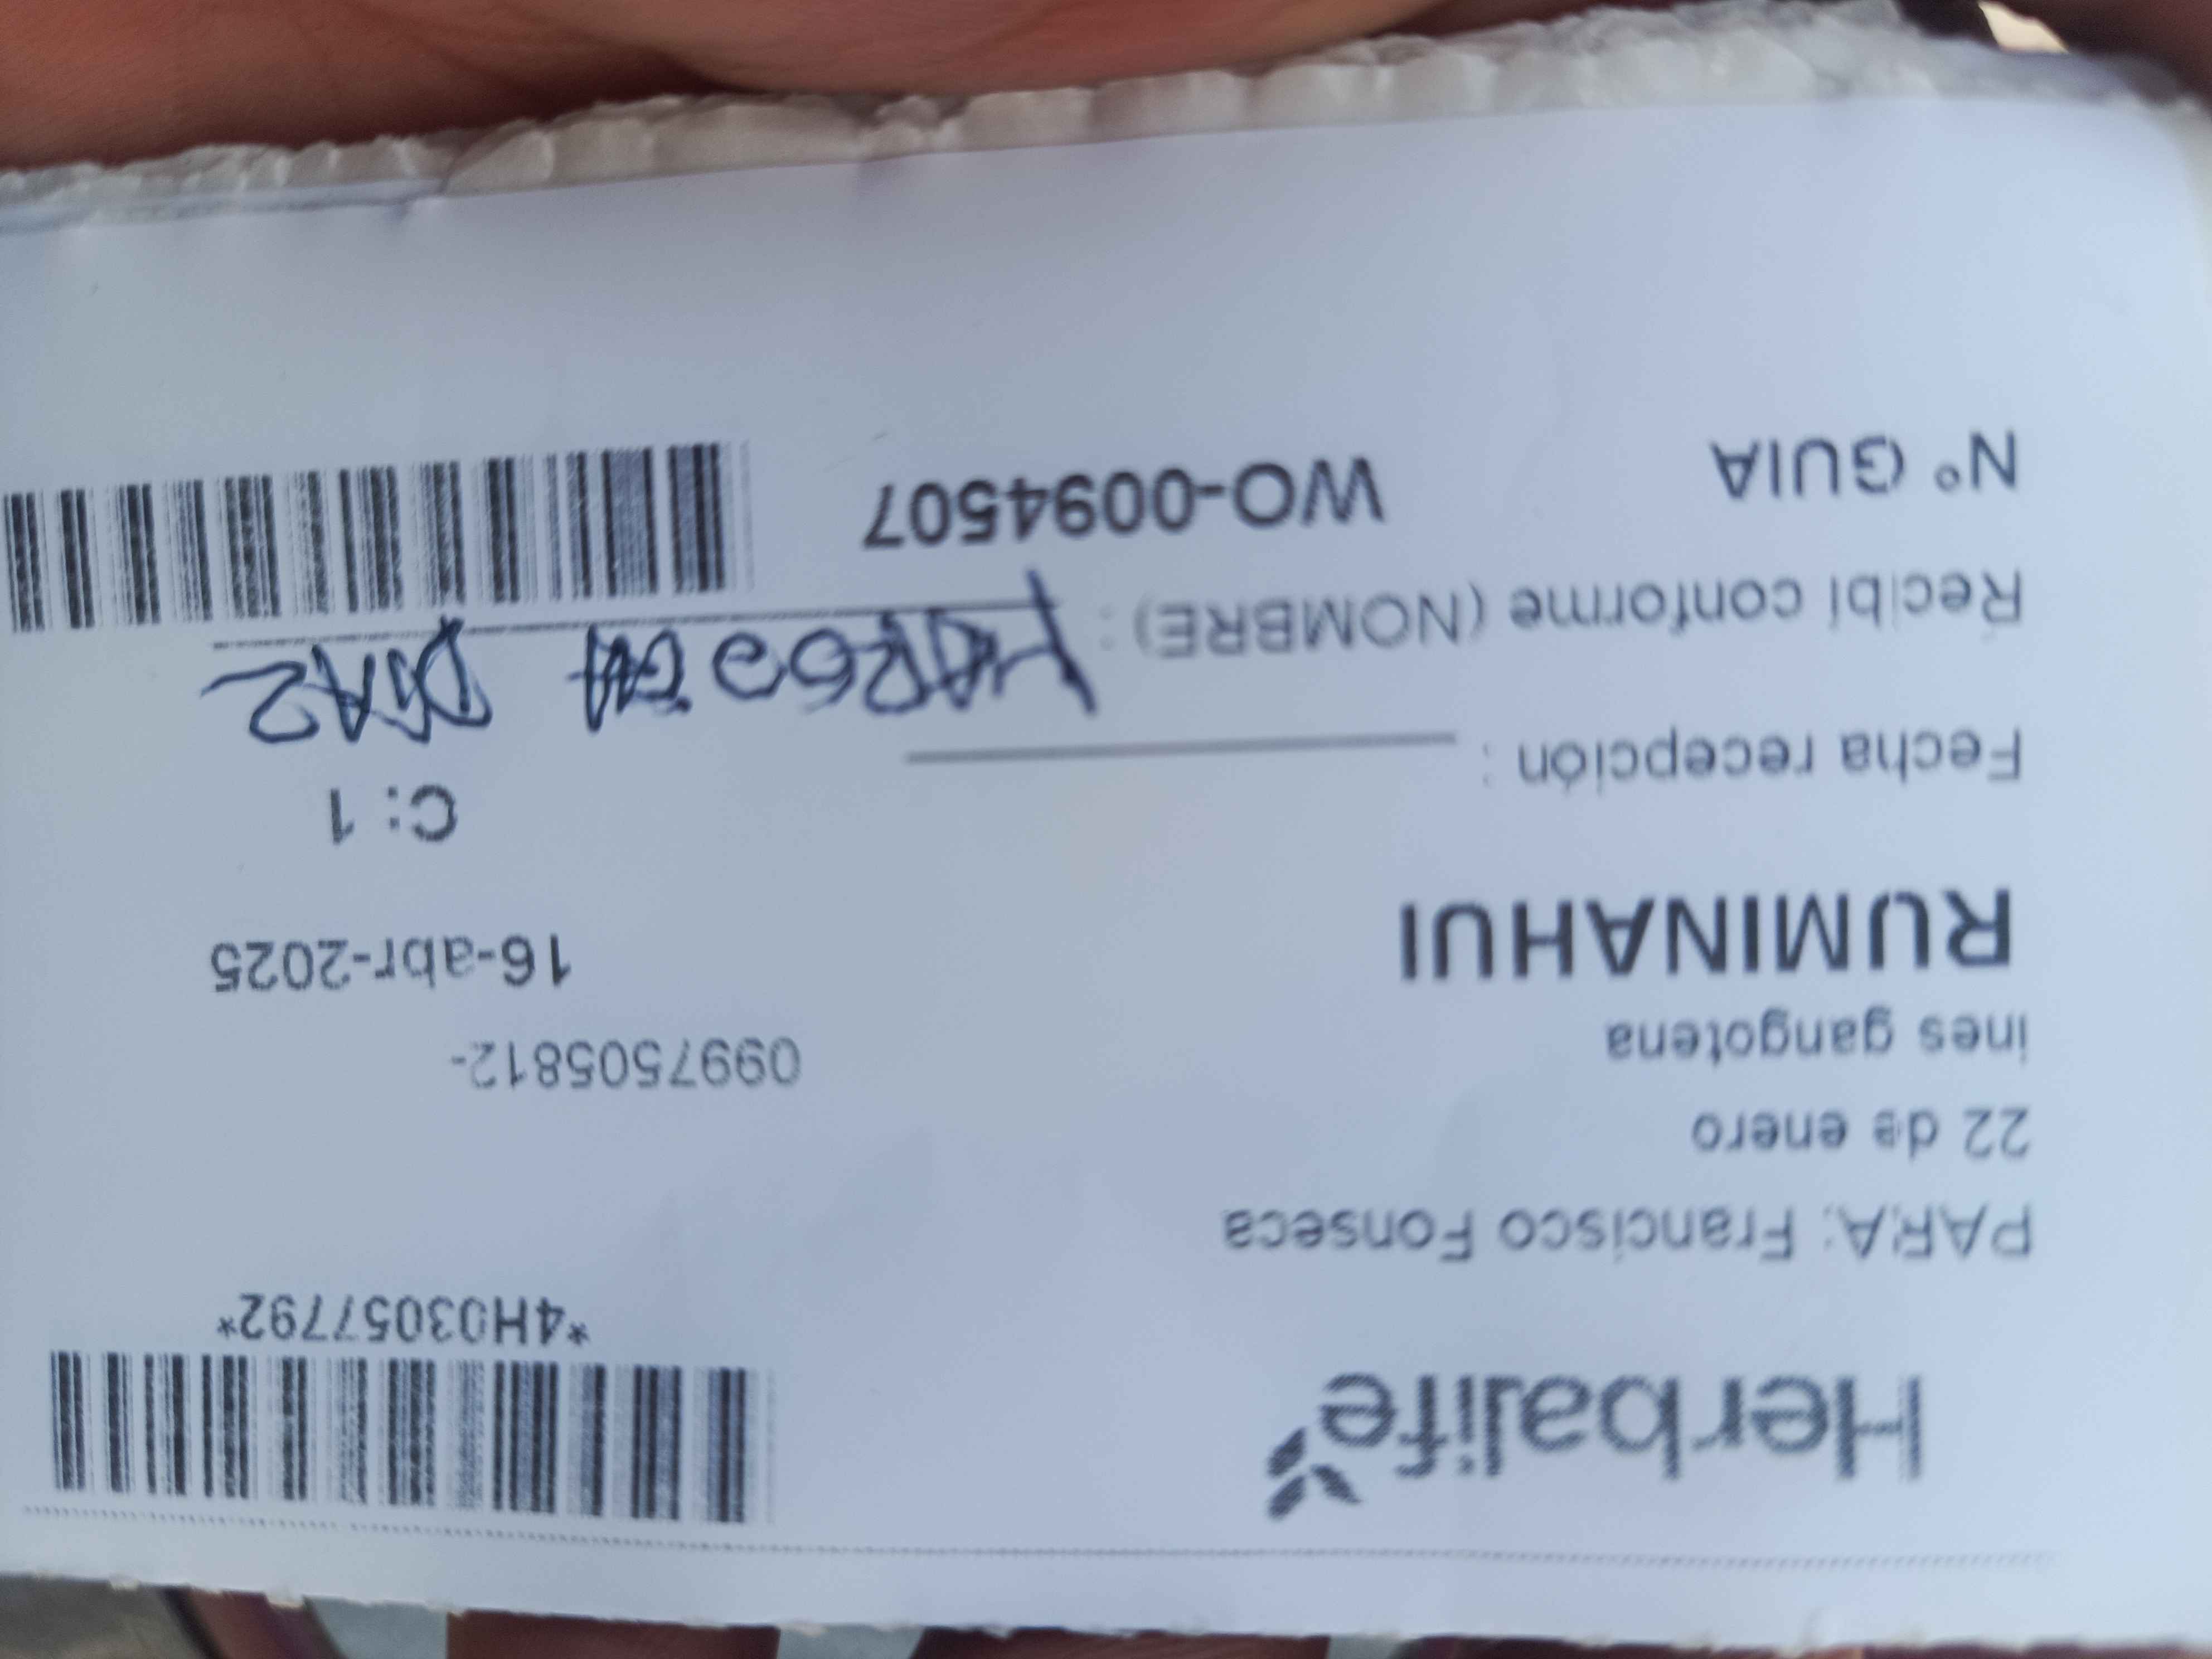 Herbalife
*4H03057792*
PARA: Francisco Fonseca
22 de enero
ines gangotena
0997505812-
RUMINAHUI
16-abr-2025
C: 1
Fecha recepción :
Recibí conforme (NOMBRE) : DIAZ
N° GUIA WO-0094507